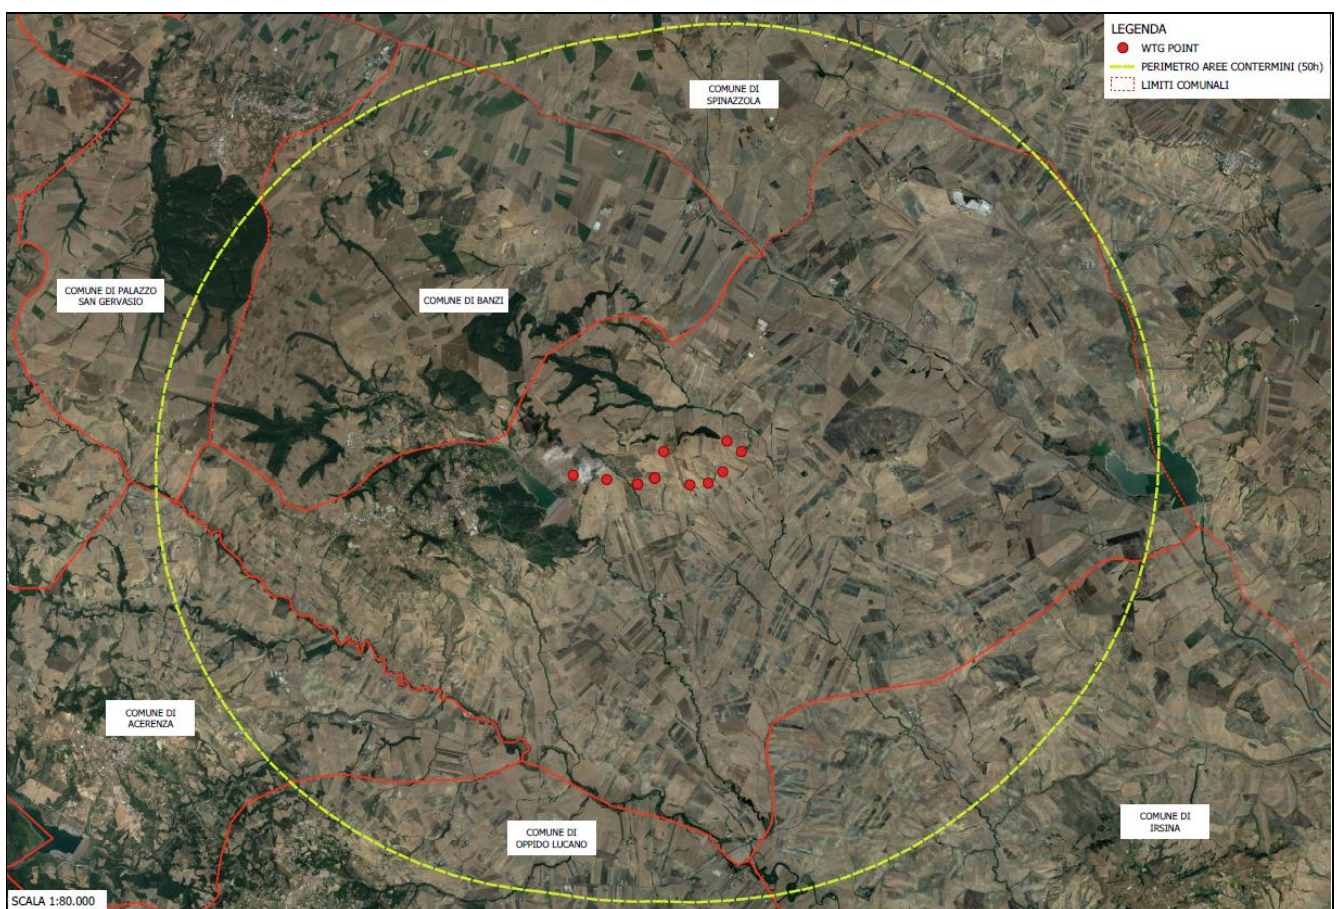 LEGENDA
WTG POINT
PERIMETRO AREE CONTERMINI (50h)
LIMITI COMUNALI
COMUNE DI
SPINAZZOLA
COMUNE DI PALAZZO
SAN GERVASIO
COMUNE DI BANZI
COMUNE DI
ACERENZA
COMUNE DI
OPPIDO LUCANO
COMUNE DI
IRSINA
SCALA 1:80.000